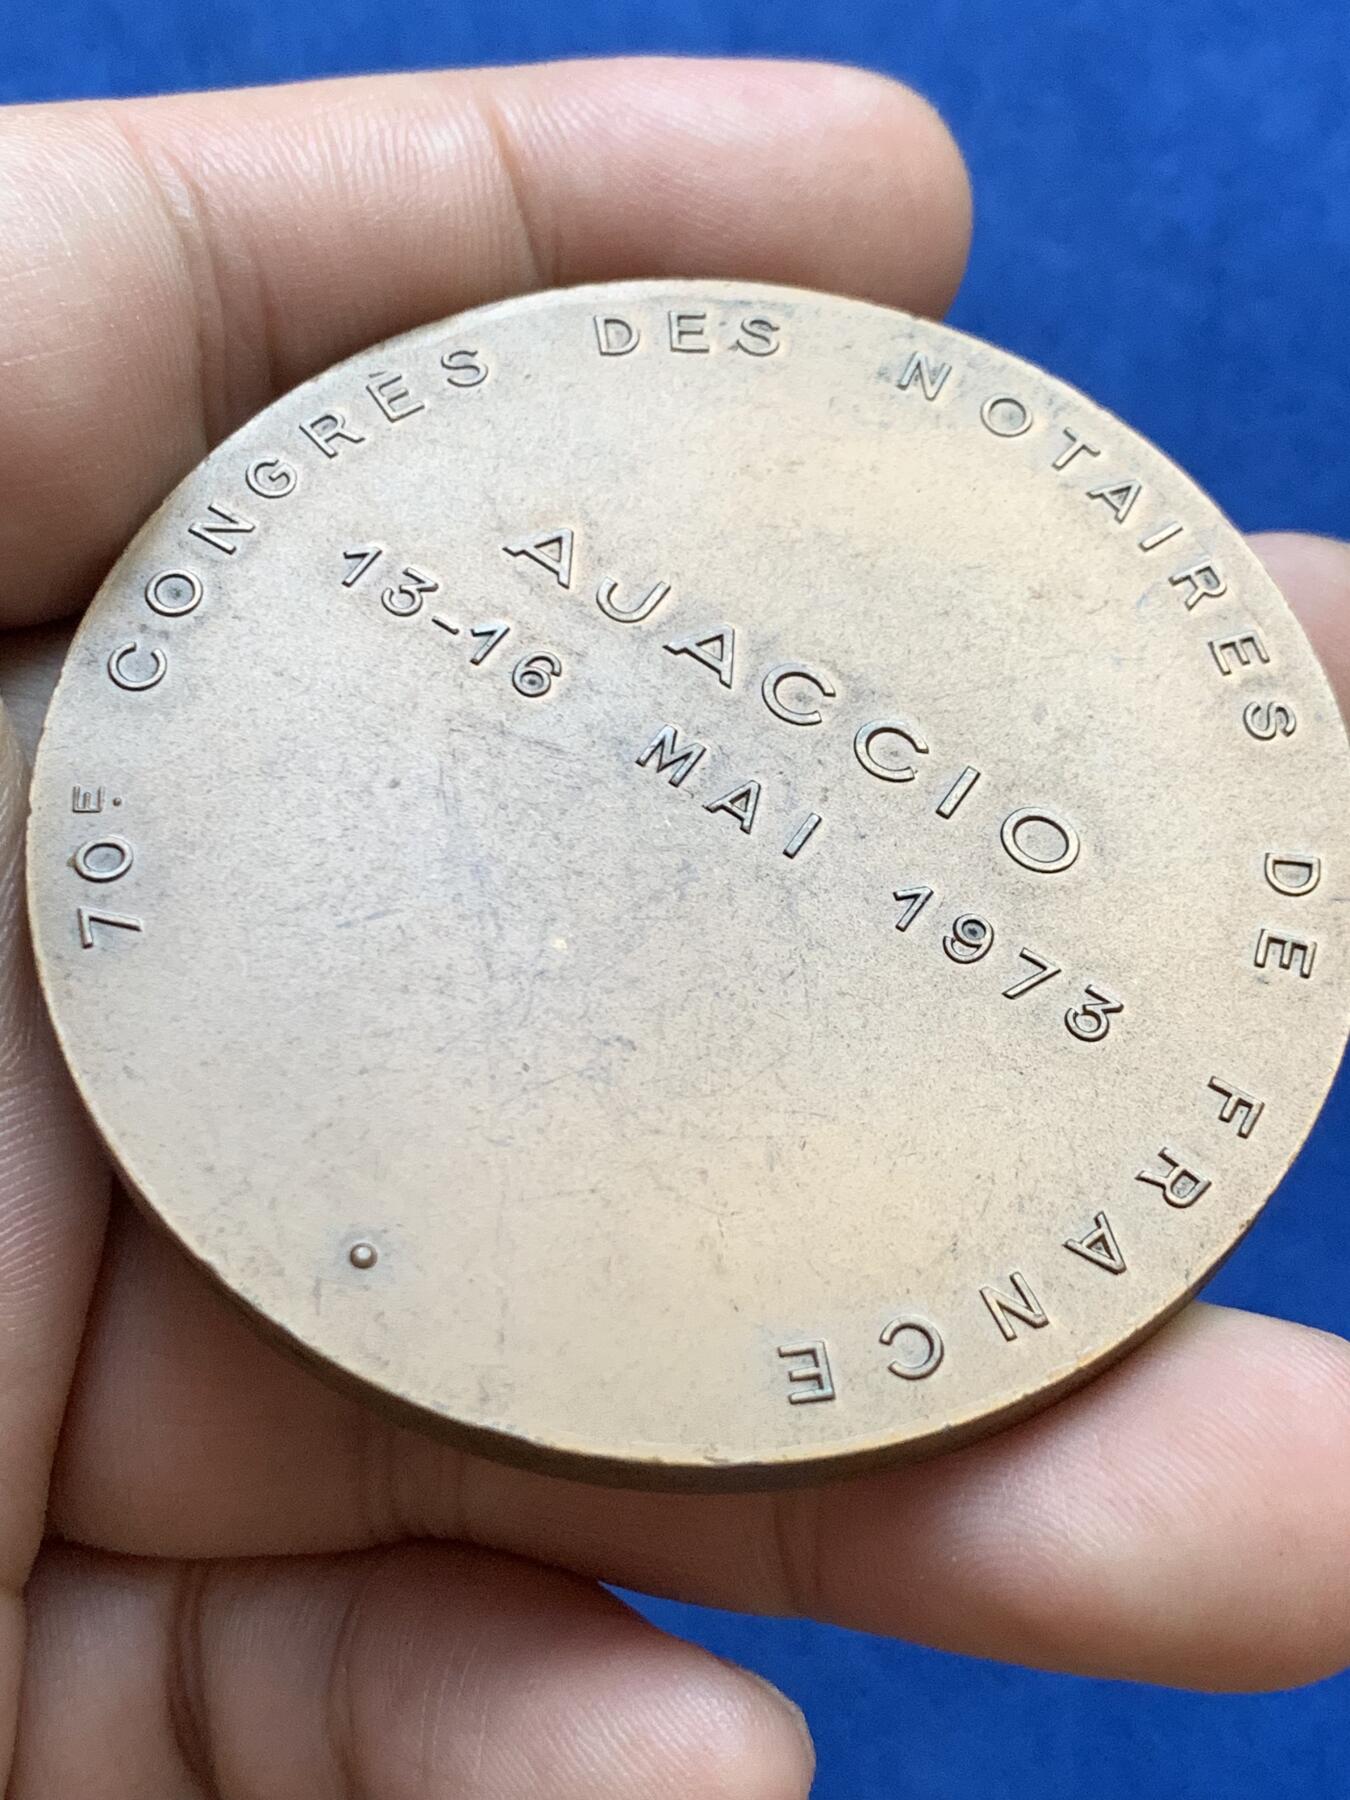 70E. CONGRÈS DES NOTAIRES DE FRANCE
AJACCIO
13-16 MAI 1973